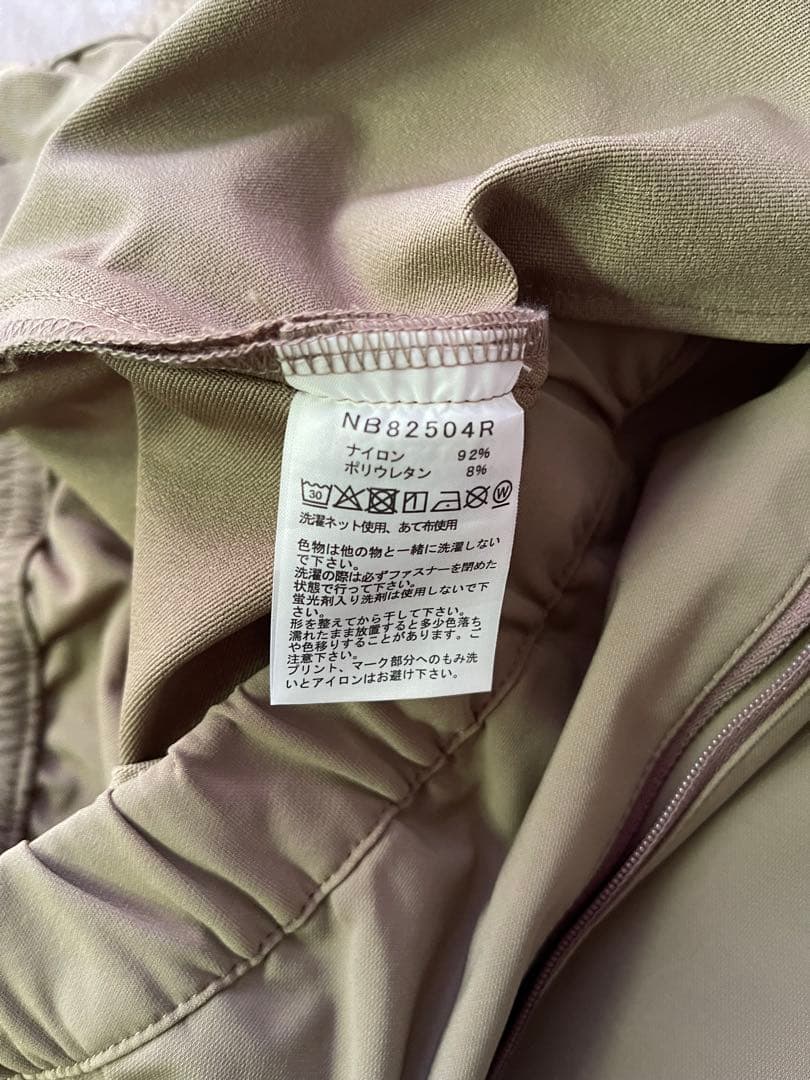 NB82504R
ナイロン 92%
ポリウレタン 8%
30 W
洗濯ネット使用、あて布使用
色物は他の物と一緒に洗濯しない
で下さい。
洗濯の際は必ずファスナーを閉めた
状態で行って下さい。
蛍光剤入り洗剤は使用しないで下
さい。
形を整えてから干して下さい。
濡れたまま放置すると多少色落ち
や色移りすることがあります。ご
注意下さい。
プリント、マーク部分へのもみ洗
いとアイロンはお避け下さい。